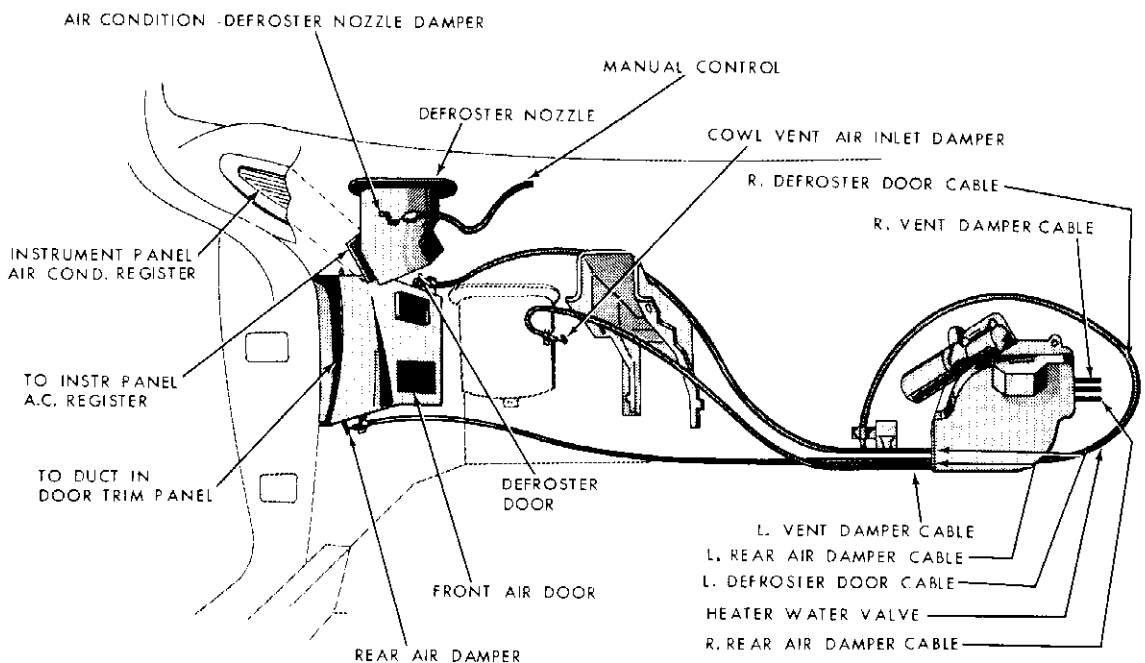 AIR CONDITION - DEFROSTER NOZZLE DAMPER
MANUAL CONTROL
DEFROSTER NOZZLE
COWL VENT AIR INLET DAMPER
R. DEFROSTER DOOR CABLE
R. VENT DAMPER CABLE
INSTRUMENT PANEL
AIR COND. REGISTER
TO INSTR PANEL
A.C. REGISTER
TO DUCT IN
DOOR TRIM PANEL
DEFROSTER
DOOR
L. VENT DAMPER CABLE
L. REAR AIR DAMPER CABLE
L. DEFROSTER DOOR CABLE
FRONT AIR DOOR
HEATER WATER VALVE
R. REAR AIR DAMPER CABLE
REAR AIR DAMPER